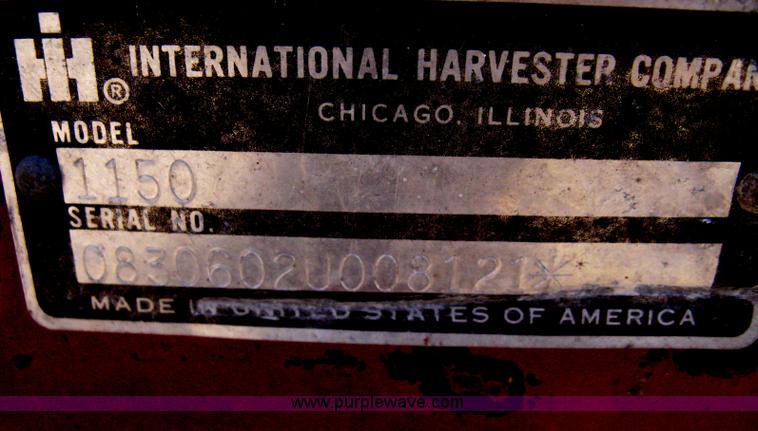 IH ® INTERNATIONAL HARVESTER COMPAN
CHICAGO, ILLINOIS
MODEL
1150
SERIAL NO.
0830602U008121*
MADE IN UNITED STATES OF AMERICA
www.purplewave.com